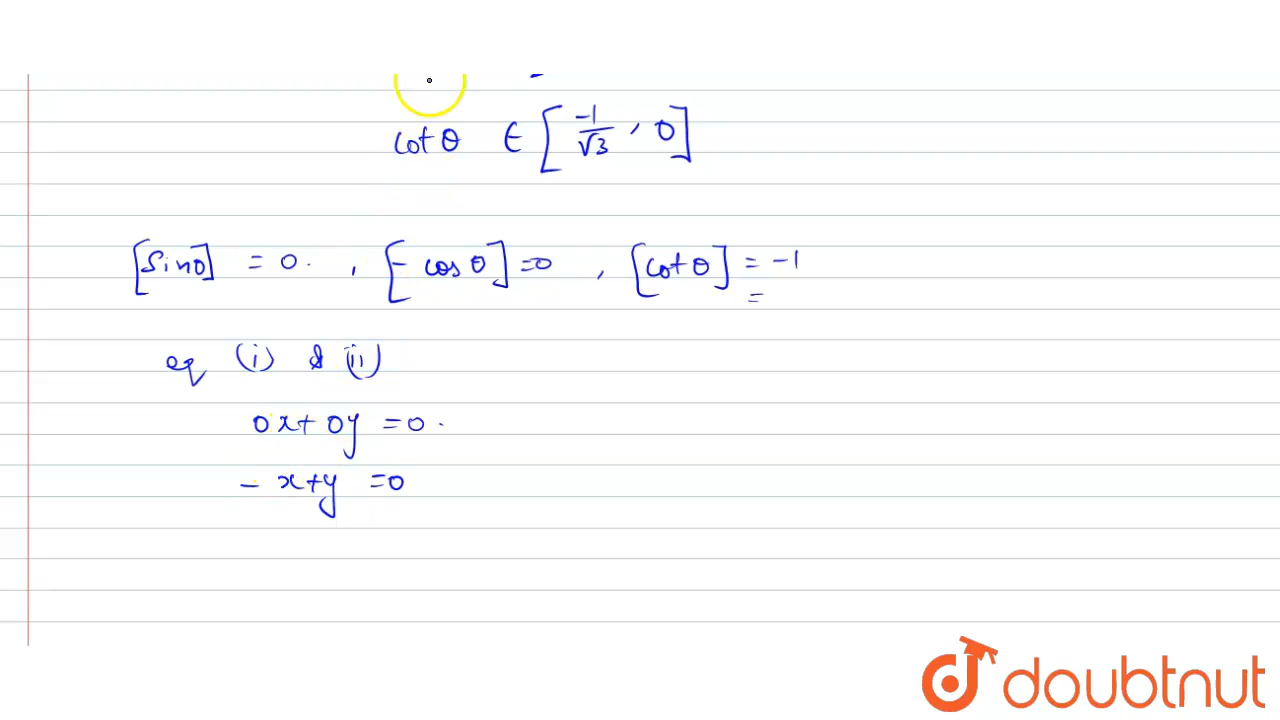 cot θ ∈ [-1/√3, 0]
[sin θ] = 0. , [- cos θ] = 0 , [cot θ] = -1
=
eq (i) & (ii)
0x + 0y = 0.
- x + y = 0
doubtnut